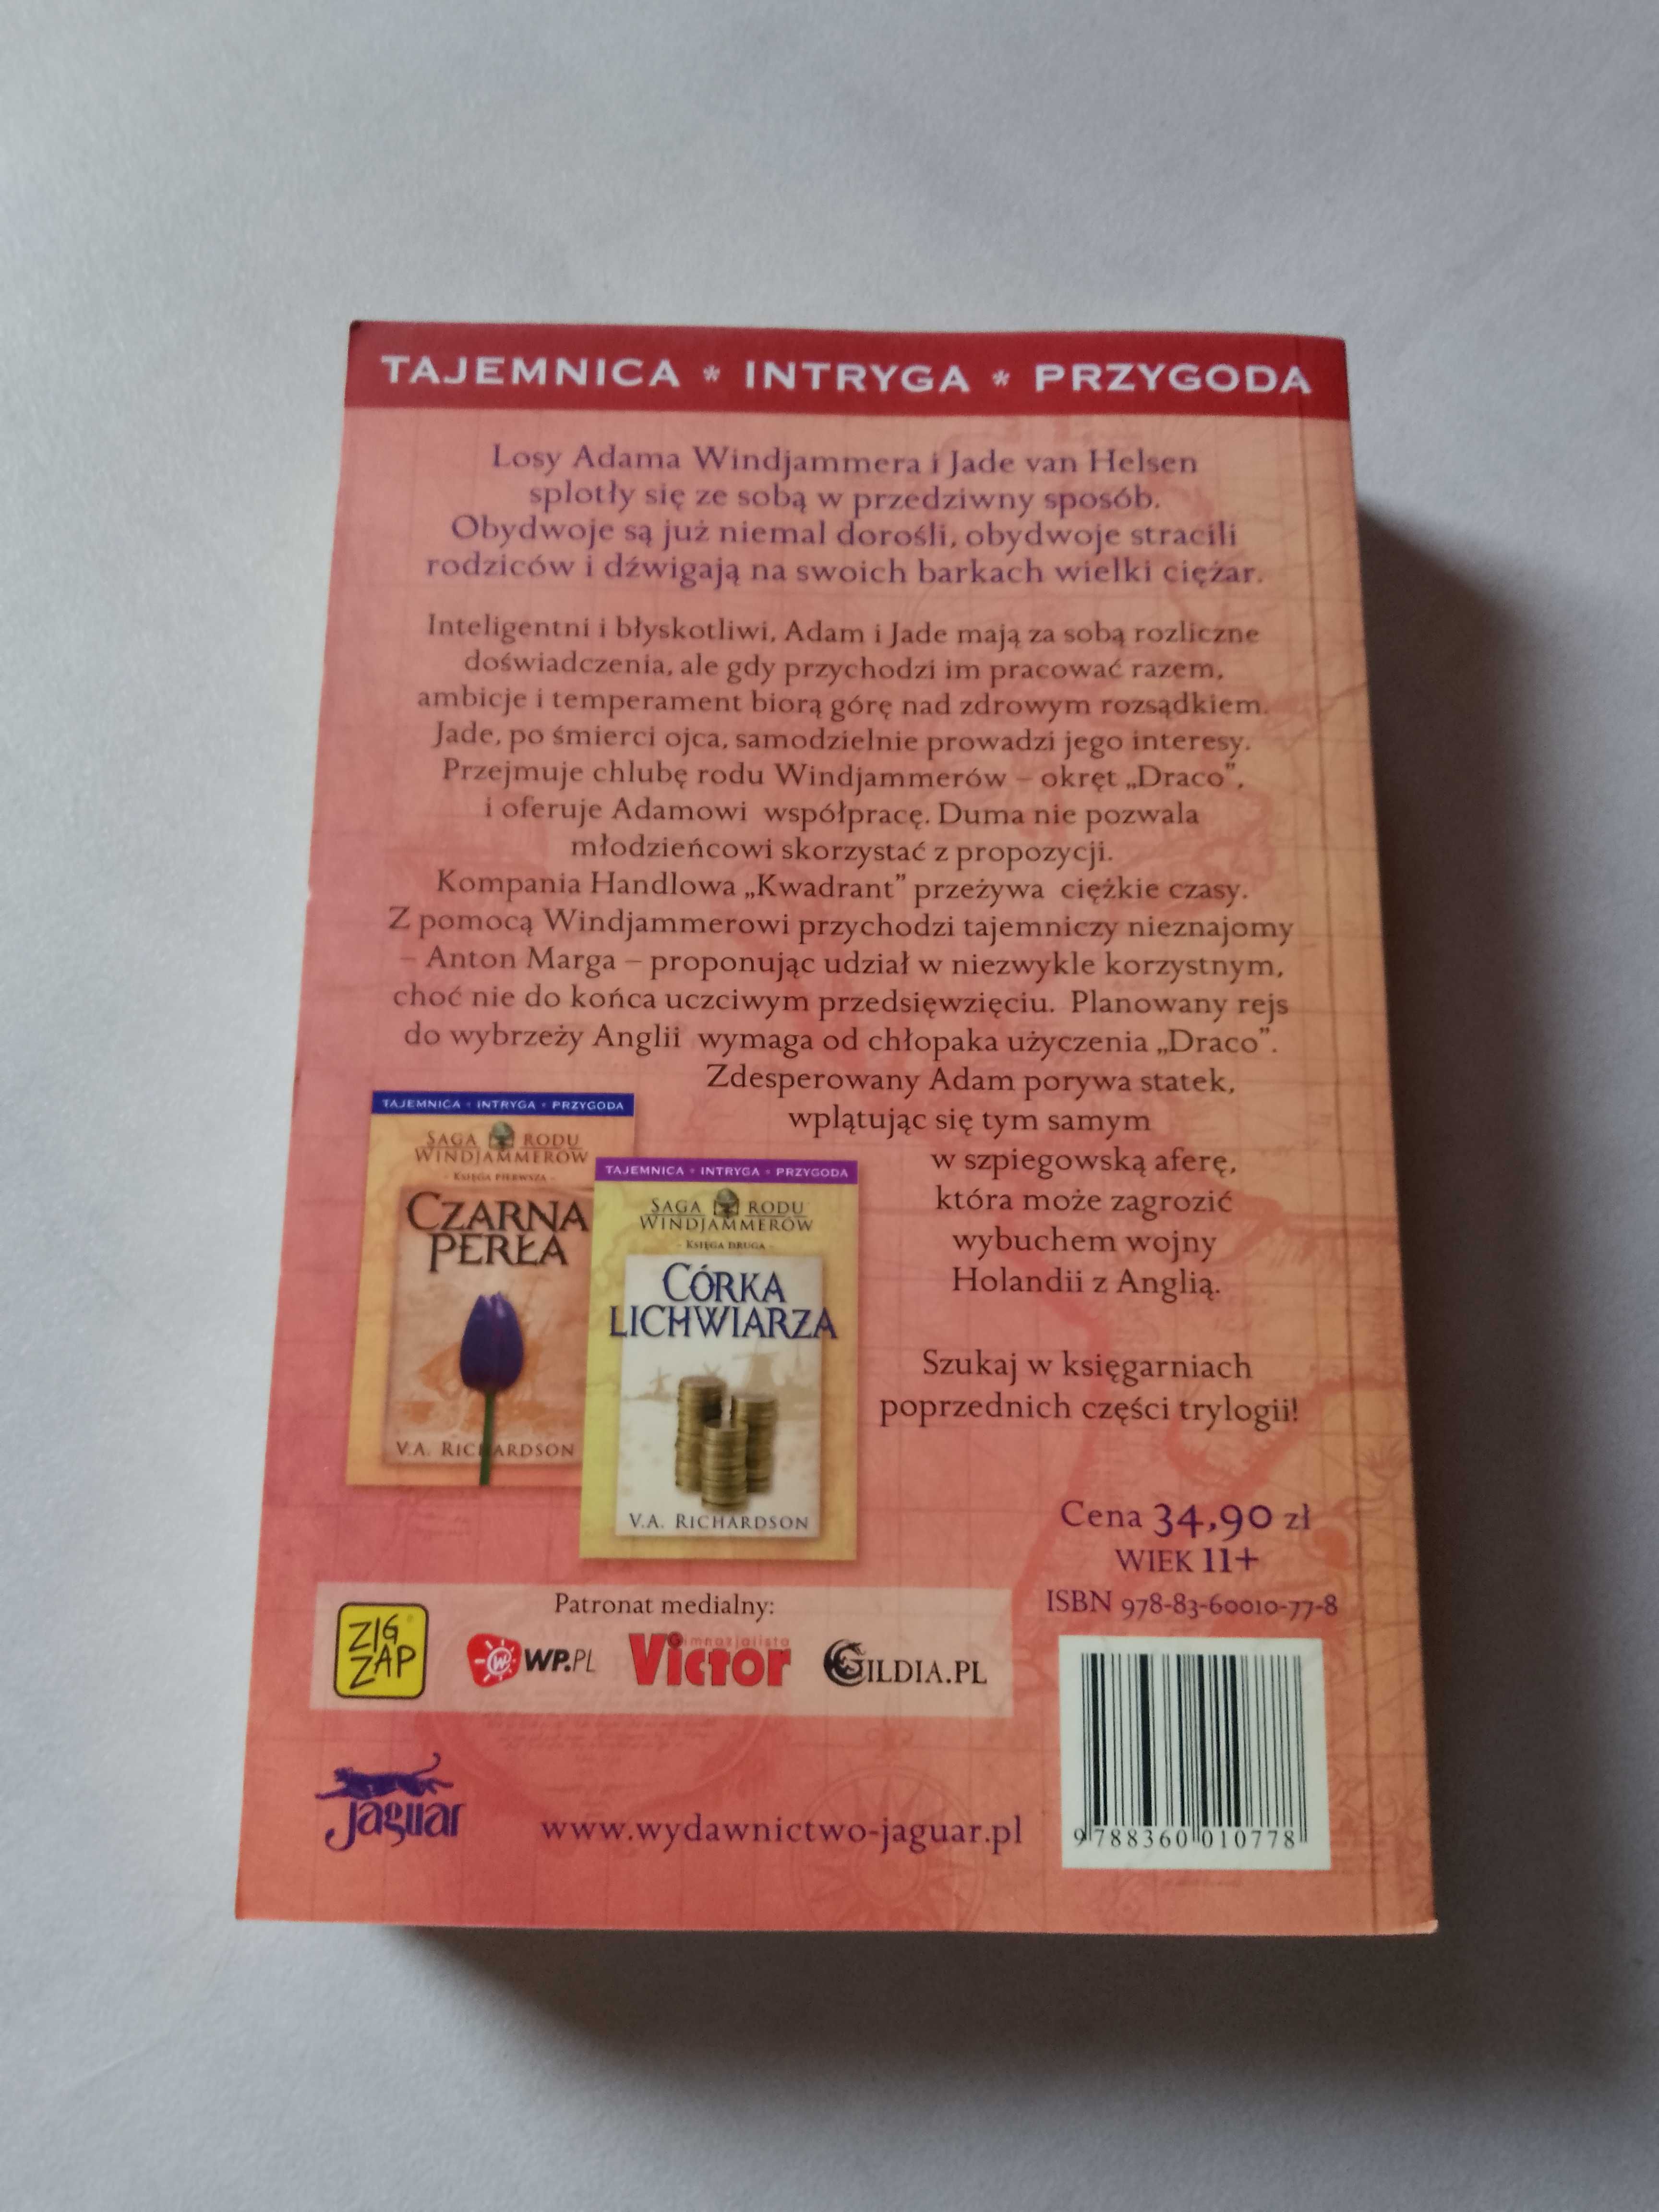 TAJEMNICA * INTRYGA * PRZYGODA
Losy Adama Windjammera i Jade van Helsen
splotły się ze sobą w przedziwny sposób.
Obydwoje są już niemal dorośli, obydwoje stracili
rodziców i dźwigają na swoich barkach wielki ciężar.
Inteligentni i błyskotliwi, Adam i Jade mają za sobą rozliczne
doświadczenia, ale gdy przychodzi im pracować razem,
ambicje i temperament biorą górę nad zdrowym rozsądkiem.
Jade, po śmierci ojca, samodzielnie prowadzi jego interesy.
Przejmuje chlubę rodu Windjammerów – okręt „Draco”,
i oferuje Adamowi współpracę. Duma nie pozwala
młodzieńcowi skorzystać z propozycji.
Kompania Handlowa „Kwadrant” przeżywa ciężkie czasy.
Z pomocą Windjammerowi przychodzi tajemniczy nieznajomy
– Anton Marga – proponując udział w niezwykle korzystnym,
choć nie do końca uczciwym przedsięwzięciu. Planowany rejs
do wybrzeży Anglii wymaga od chłopaka użyczenia „Draco”.
Zdesperowany Adam porywa statek,
wplątując się tym samym
w szpiegowską aferę,
która może zagrozić
wybuchem wojny
Holandii z Anglią.
Szukaj w księgarniach
poprzednich części trylogii!
TAJEMNICA * INTRYGA * PRZYGODA
SAGA RODU
WINDJAMMERÓW
- KSIĘGA PIERWSZA -
CZARNA
PERŁA
V.A. RICHARDSON
TAJEMNICA * INTRYGA * PRZYGODA
SAGA RODU
WINDJAMMERÓW
- KSIĘGA DRUGA -
CÓRKA
LICHWIARZA
V.A. RICHARDSON
Cena 34,90 zł
WIEK 11+
ISBN 978-83-60010-77-8
Patronat medialny:
ZIG
ZAP
WP.PL
Gimnazjalista
Victor
GILDIA.PL
Jaguar
www.wydawnictwo-jaguar.pl
9788360010778